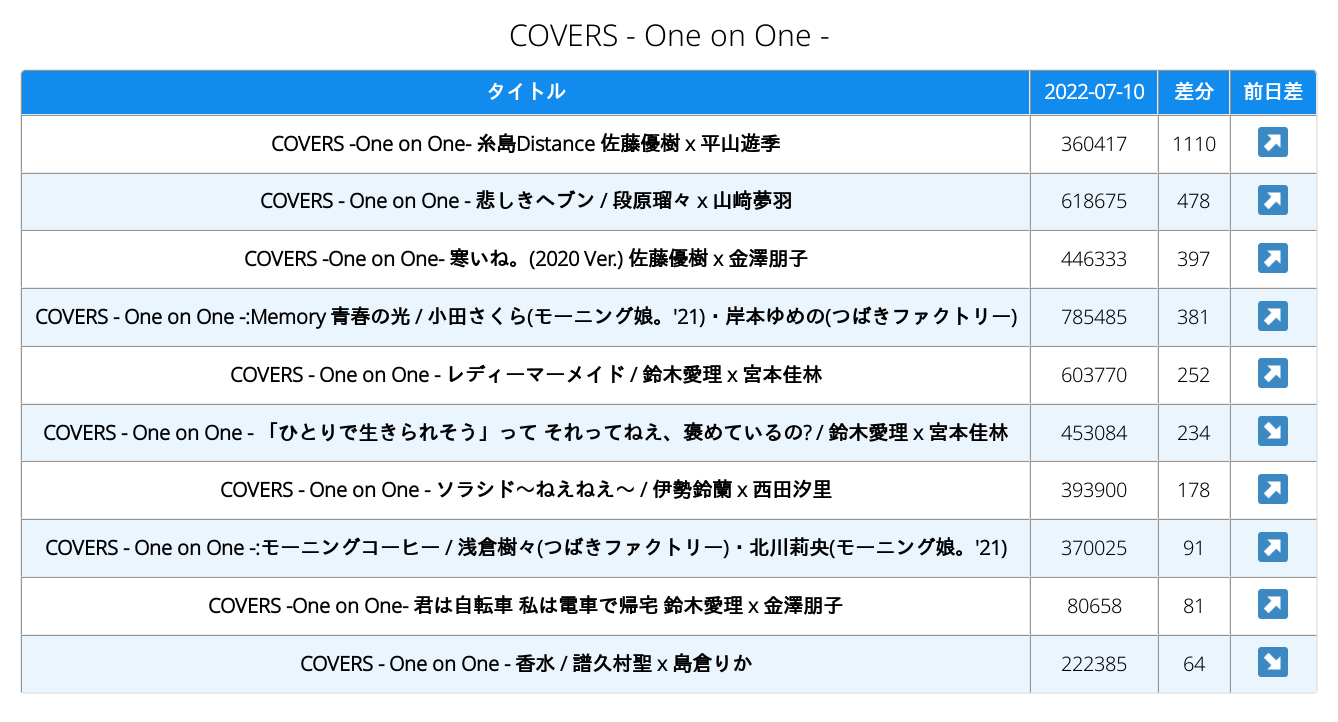 COVERS - One on One -
タイトル 2022-07-10 差分 前日差
COVERS -One on One- 糸島Distance 佐藤優樹 x 平山遊季 360417 1110
COVERS - One on One - 悲しきヘブン / 段原瑠々 x 山﨑夢羽 618675 478
COVERS -One on One- 寒いね。(2020 Ver.) 佐藤優樹 x 金澤朋子 446333 397
COVERS - One on One -:Memory 青春の光 / 小田さくら(モーニング娘。'21)・岸本ゆめの(つばきファクトリー) 785485 381
COVERS - One on One - レディーマーメイド / 鈴木愛理 x 宮本佳林 603770 252
COVERS - One on One - 「ひとりで生きられそう」って それってねえ、褒めているの? / 鈴木愛理 x 宮本佳林 453084 234
COVERS - One on One - ソラシド〜ねえねえ〜 / 伊勢鈴蘭 x 西田汐里 393900 178
COVERS - One on One -:モーニングコーヒー / 浅倉樹々(つばきファクトリー)・北川莉央(モーニング娘。'21) 370025 91
COVERS -One on One- 君は自転車 私は電車で帰宅 鈴木愛理 x 金澤朋子 80658 81
COVERS - One on One - 香水 / 譜久村聖 x 島倉りか 222385 64